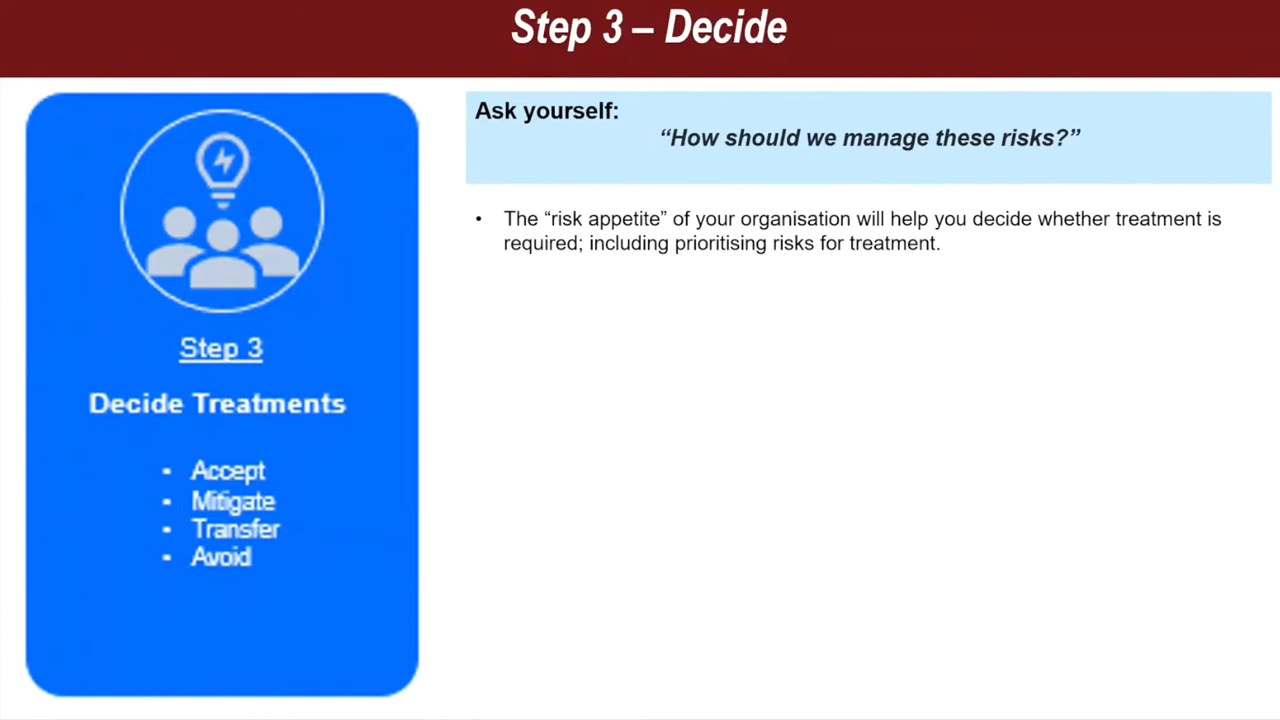 Step 3 – Decide
Step 3
Decide Treatments
▪ Accept
▪ Mitigate
▪ Transfer
▪ Avoid
Ask yourself:
“How should we manage these risks?”
• The “risk appetite” of your organisation will help you decide whether treatment is
required; including prioritising risks for treatment.